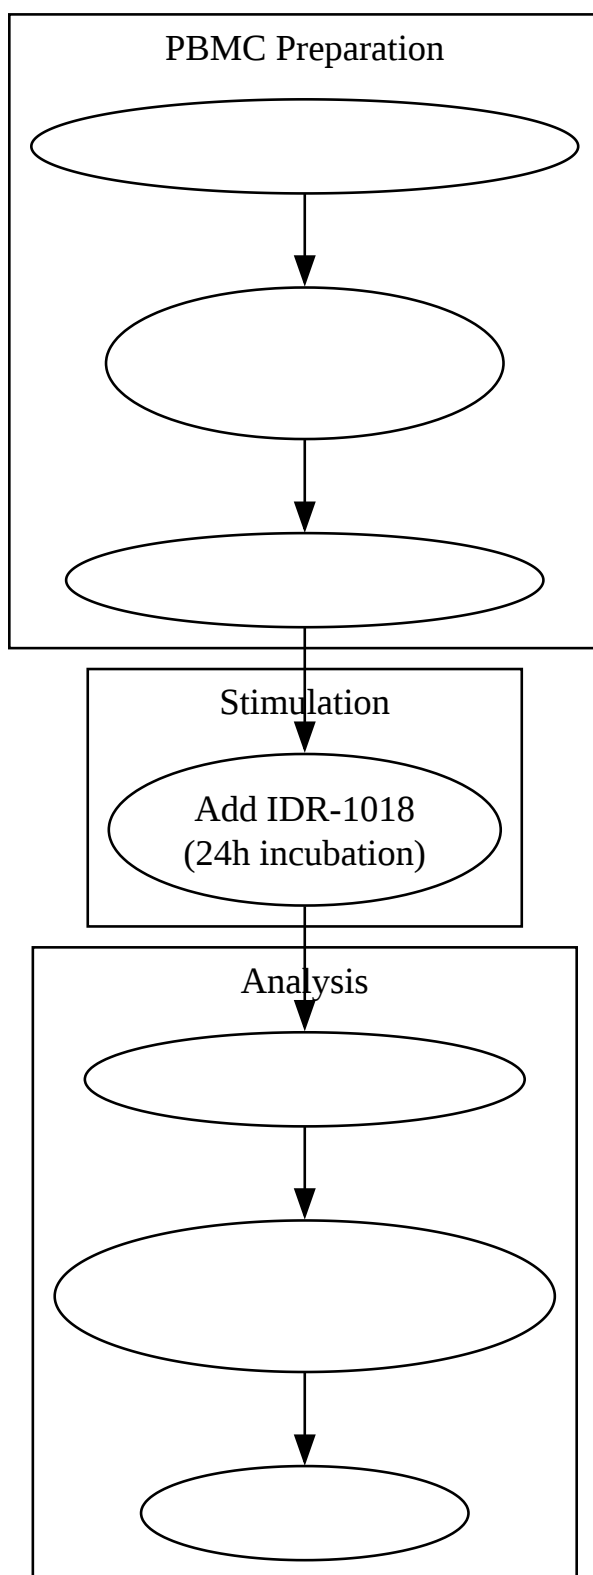 PBMC Preparation
Stimulation
Add IDR-1018
(24h incubation)
Analysis